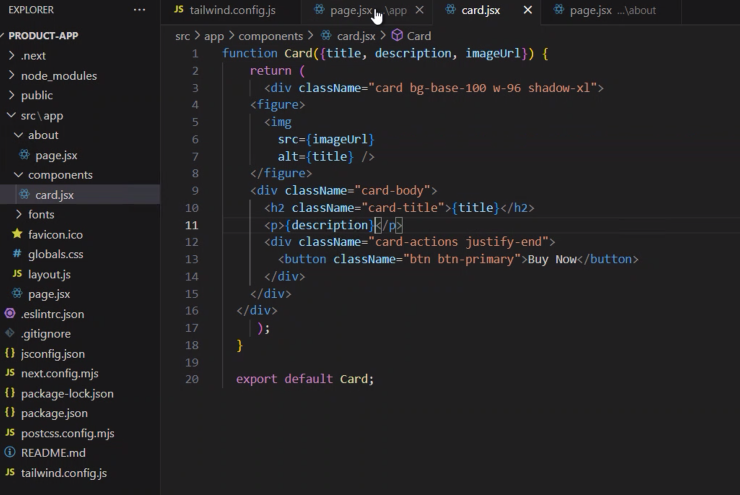 EXPLORER
PRODUCT-APP
.next
node_modules
public
src\app
about
page.jsx
components
card.jsx
fonts
favicon.ico
globals.css
layout.js
page.jsx
.eslintrc.json
.gitignore
jsconfig.json
next.config.mjs
package-lock.json
package.json
postcss.config.mjs
README.md
tailwind.config.js
tailwind.config.js
page.jsx ...\app
card.jsx
page.jsx ...\about
src > app > components > card.jsx > Card
1 function Card({title, description, imageUrl}) {
2 return (
3 <div className="card bg-base-100 w-96 shadow-xl">
4 <figure>
5 <img
6 src={imageUrl}
7 alt={title} />
8 </figure>
9 <div className="card-body">
10 <h2 className="card-title">{title}</h2>
11 <p>{description}</p>
12 <div className="card-actions justify-end">
13 <button className="btn btn-primary">Buy Now</button>
14 </div>
15 </div>
16 </div>
17 );
18 }
19
20 export default Card;